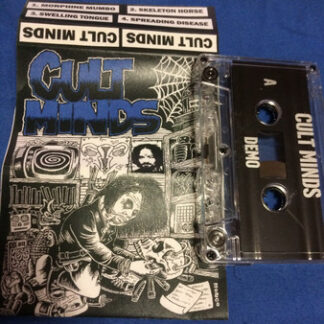 1. MORPHINE MUMBO
2. SKELETON HORSE
3. SWELLING TONGUE
4. SPREADING DISEASE
CULT MINDS
CULT MINDS
CULT
MINDS
A
CULT MINDS
DEMO